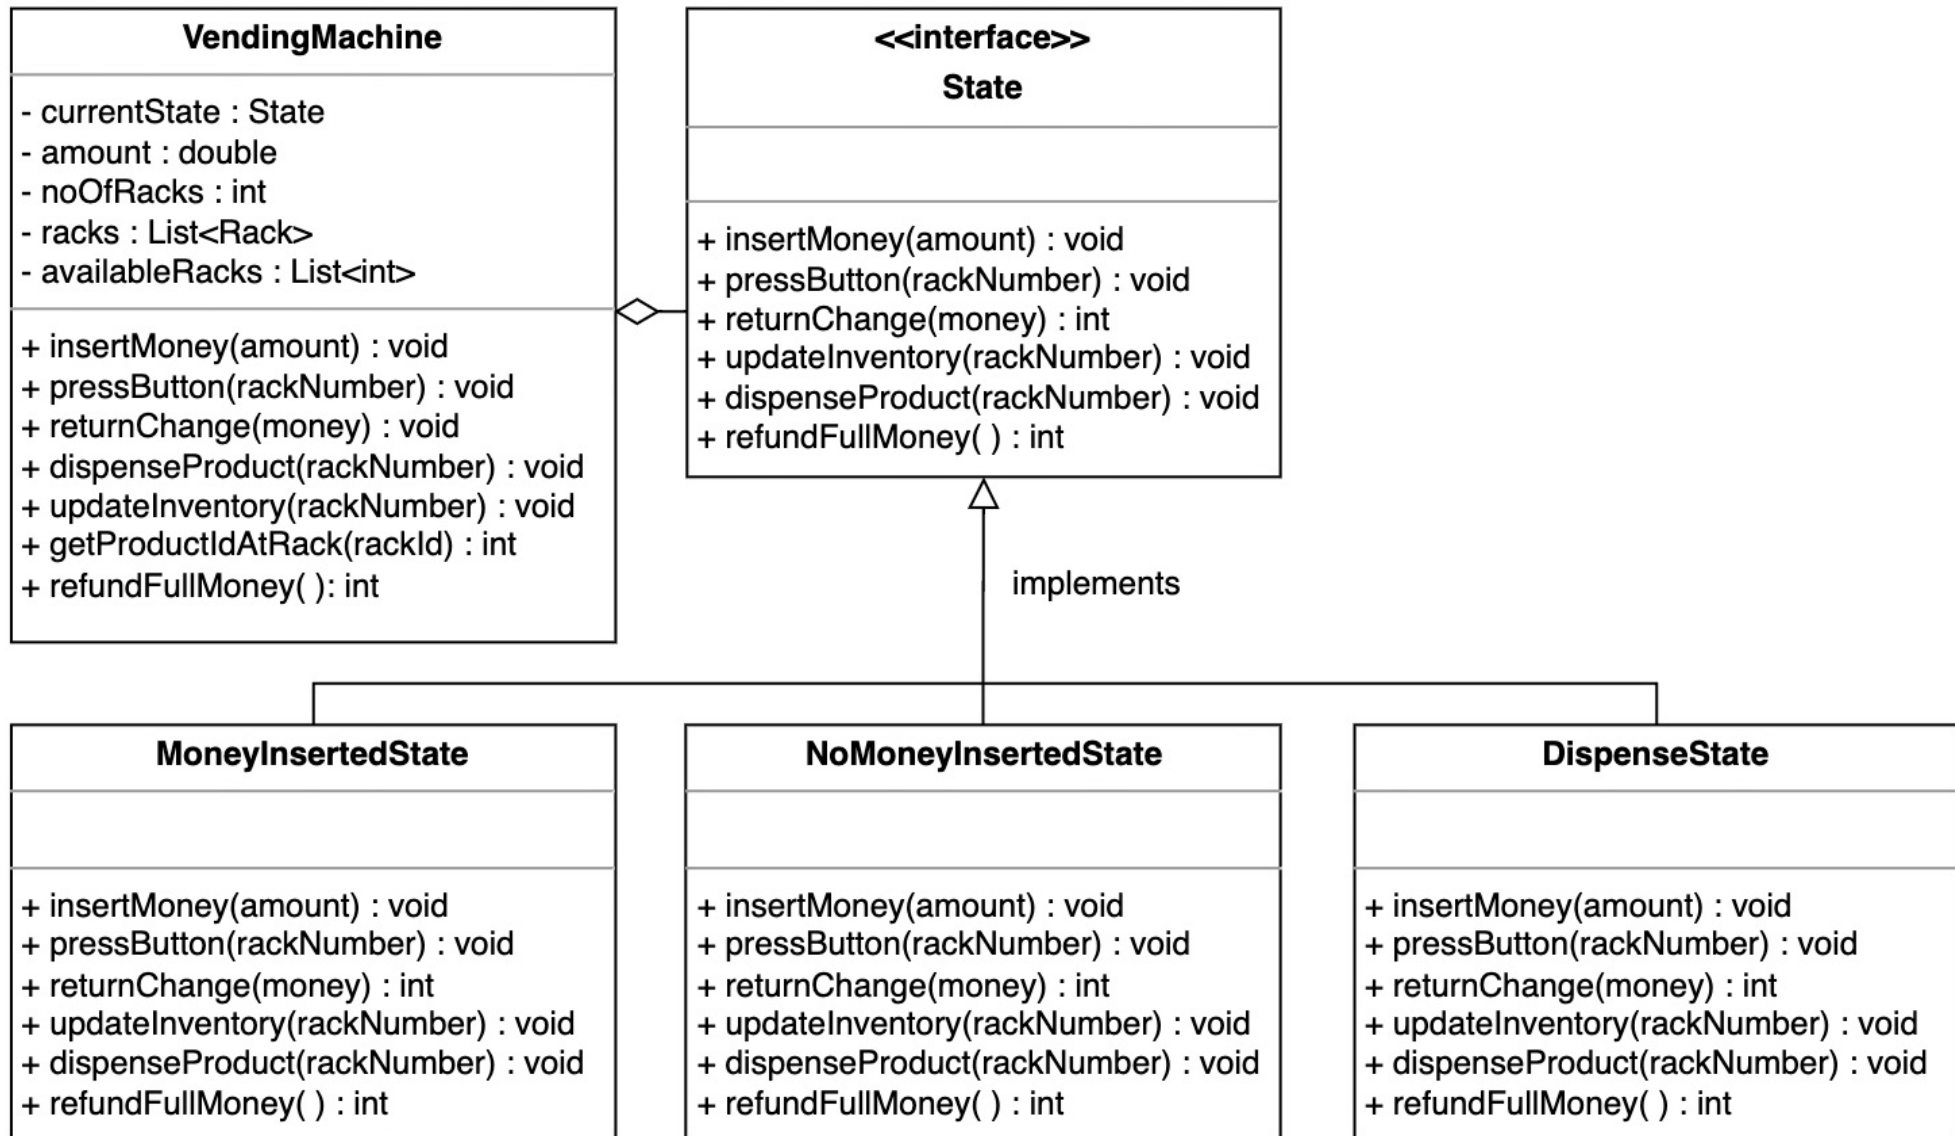 VendingMachine
- currentState : State
- amount : double
- noOfRacks : int
- racks : List<Rack>
- availableRacks : List<int>
+ insertMoney(amount) : void
+ pressButton(rackNumber) : void
+ returnChange(money) : void
+ dispenseProduct(rackNumber) : void
+ updateInventory(rackNumber) : void
+ getProductIdAtRack(rackId) : int
+ refundFullMoney( ): int
<<interface>>
State
+ insertMoney(amount) : void
+ pressButton(rackNumber) : void
+ returnChange(money) : int
+ updateInventory(rackNumber) : void
+ dispenseProduct(rackNumber) : void
+ refundFullMoney( ) : int
implements
MoneyInsertedState
+ insertMoney(amount) : void
+ pressButton(rackNumber) : void
+ returnChange(money) : int
+ updateInventory(rackNumber) : void
+ dispenseProduct(rackNumber) : void
+ refundFullMoney( ) : int
NoMoneyInsertedState
+ insertMoney(amount) : void
+ pressButton(rackNumber) : void
+ returnChange(money) : int
+ updateInventory(rackNumber) : void
+ dispenseProduct(rackNumber) : void
+ refundFullMoney( ) : int
DispenseState
+ insertMoney(amount) : void
+ pressButton(rackNumber) : void
+ returnChange(money) : int
+ updateInventory(rackNumber) : void
+ dispenseProduct(rackNumber) : void
+ refundFullMoney( ) : int